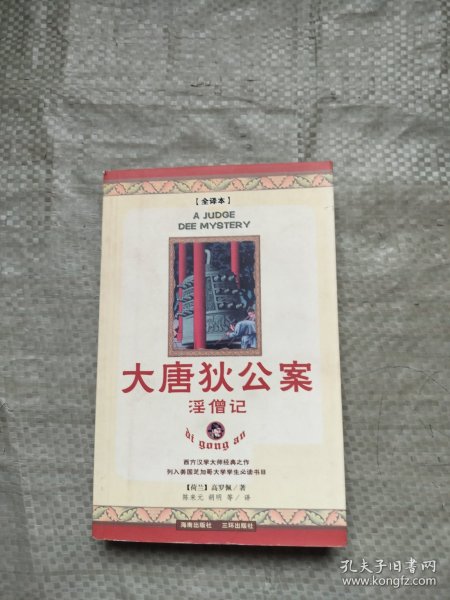 【全译本】
A JUDGE
DEE MYSTERY
大唐狄公案
淫僧记
di gong an
西方汉学大师经典之作
列入美国芝加哥大学学生必读书目
【荷兰】高罗佩／著
陈来元 胡明 等／译
海南出版社 三环出版社
孔夫子旧书网
www.kongfz.com